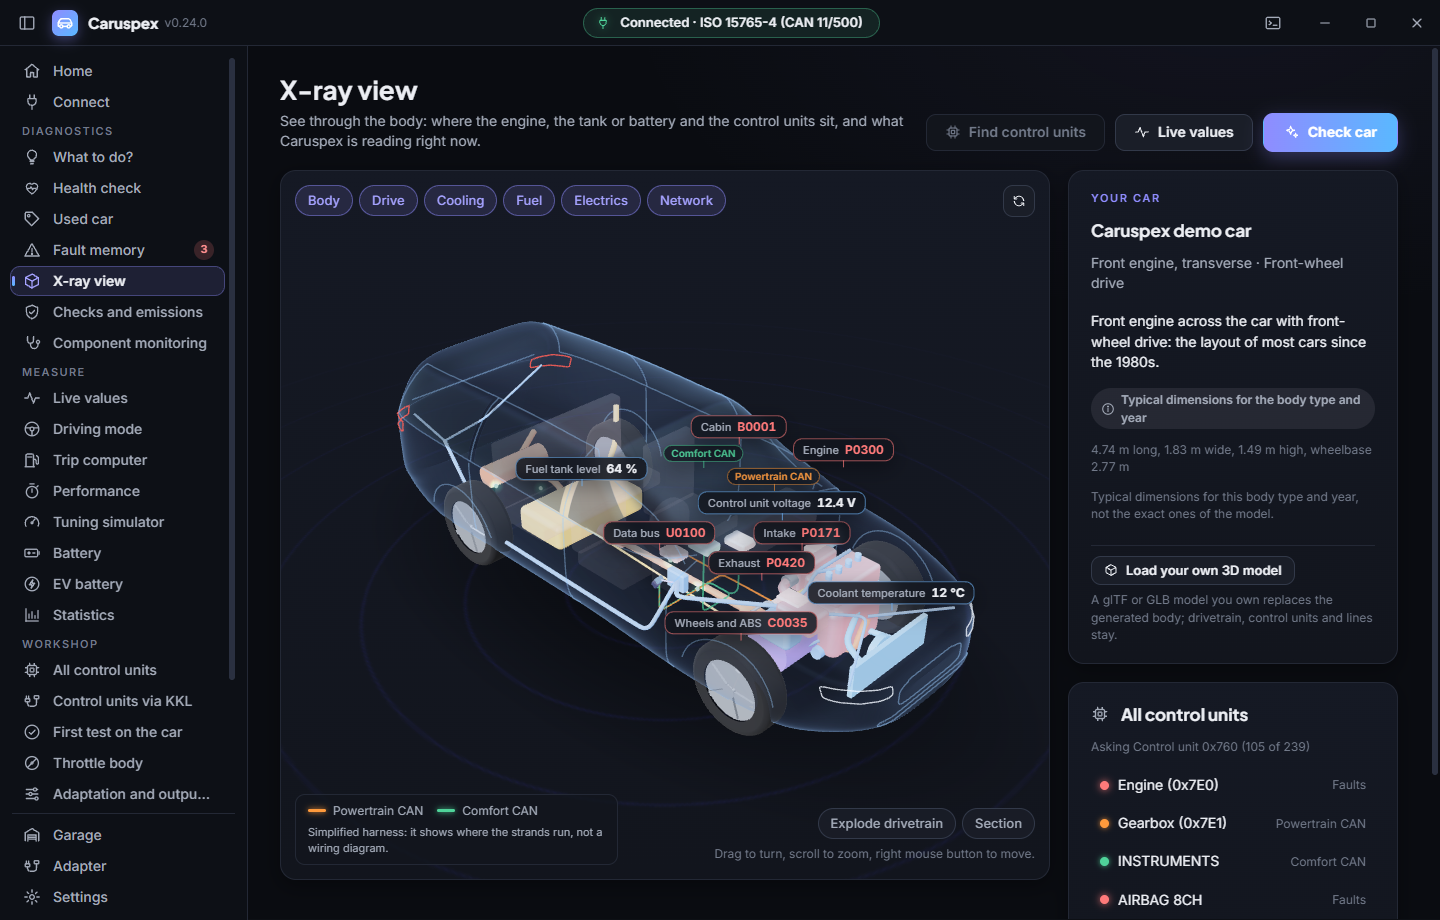 Caruspex v0.24.0
Connected · ISO 15765-4 (CAN 11/500)
Home
Connect
DIAGNOSTICS
What to do?
Health check
Used car
Fault memory 3
X-ray view
Checks and emissions
Component monitoring
MEASURE
Live values
Driving mode
Trip computer
Performance
Tuning simulator
Battery
EV battery
Statistics
WORKSHOP
All control units
Control units via KKL
First test on the car
Throttle body
Adaptation and outpu...
Garage
Adapter
Settings
X-ray view
See through the body: where the engine, the tank or battery and the control units sit, and what
Caruspex is reading right now.
Find control units
Live values
Check car
Body
Drive
Cooling
Fuel
Electrics
Network
Cabin B0001
Comfort CAN
Engine P0300
Fuel tank level 64 %
Powertrain CAN
Control unit voltage 12.4 V
Data bus U0100
Intake P0171
Exhaust P0420
Coolant temperature 12 °C
Wheels and ABS C0035
Powertrain CAN
Comfort CAN
Simplified harness: it shows where the strands run, not a
wiring diagram.
Explode drivetrain
Section
Drag to turn, scroll to zoom, right mouse button to move.
YOUR CAR
Caruspex demo car
Front engine, transverse · Front-wheel
drive
Front engine across the car with front-
wheel drive: the layout of most cars since
the 1980s.
Typical dimensions for the body type and
year
4.74 m long, 1.83 m wide, 1.49 m high, wheelbase
2.77 m
Typical dimensions for this body type and year,
not the exact ones of the model.
Load your own 3D model
A glTF or GLB model you own replaces the
generated body; drivetrain, control units and lines
stay.
All control units
Asking Control unit 0x760 (105 of 239)
Engine (0x7E0) Faults
Gearbox (0x7E1) Powertrain CAN
INSTRUMENTS Comfort CAN
AIRBAG 8CH Faults